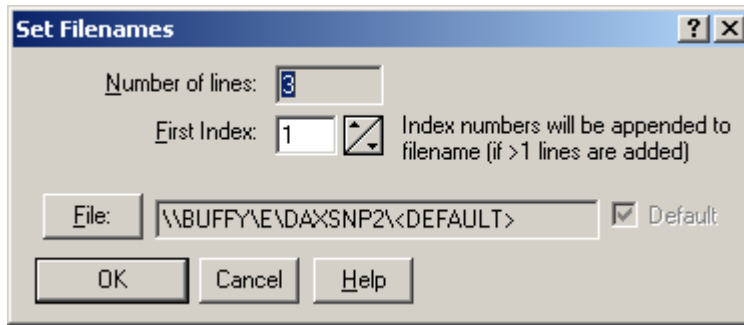 Set Filenames
Number of lines: 3
First Index: 1 Index numbers will be appended to
filename (if >1 lines are added)
File: \\BUFFY\E\DAXSNP2\<DEFAULT> Default
OK Cancel Help